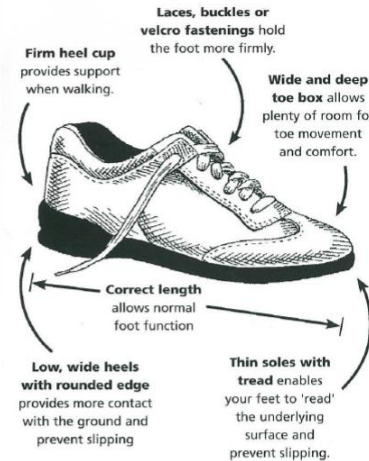 Laces, buckles or
velcro fastenings hold
the foot more firmly.
Firm heel cup
provides support
when walking.
Wide and deep
toe box allows
plenty of room fo
toe movement
and comfort.
Correct length
allows normal
foot function
Low, wide heels
with rounded edge
provides more contact
with the ground and
prevent slipping
Thin soles with
tread enables
your feet to 'read'
the underlying
surface and
prevent slipping.